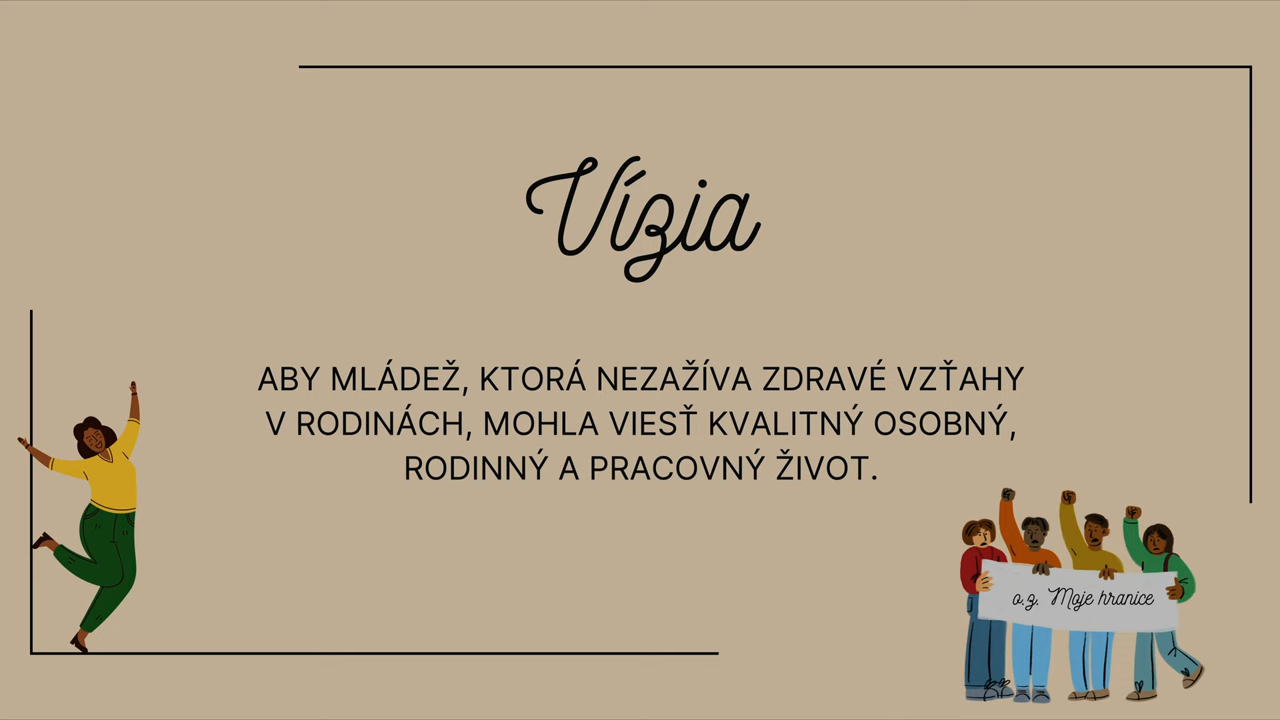 Vízia
ABY MLÁDEŽ, KTORÁ NEZAŽÍVA ZDRAVÉ VZŤAHY
V RODINÁCH, MOHLA VIESŤ KVALITNÝ OSOBNÝ,
RODINNÝ A PRACOVNÝ ŽIVOT.
o.z. Moje hranice